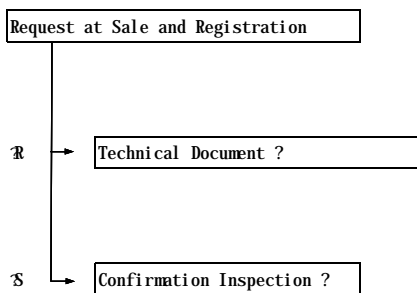 Request at Sale and Registration
R
Technical Document ?
S
Confirmation Inspection ?